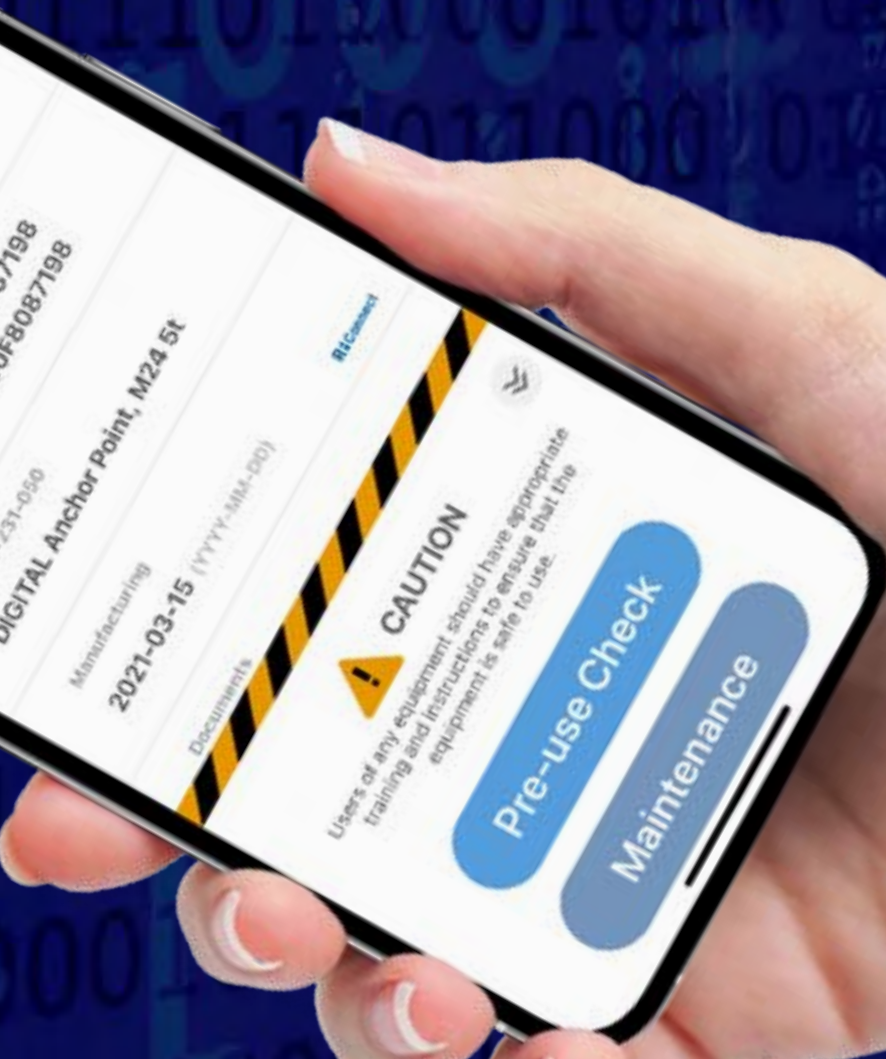 DIGITAL Anchor Point, M24 5t
Manufacturing
2021-03-15 (YYYY-MM-DD)
Documents
RiConnect
CAUTION
Users of any equipment should have appropriate
training and instructions to ensure that the
equipment is safe to use.
Pre-use Check
Maintenance